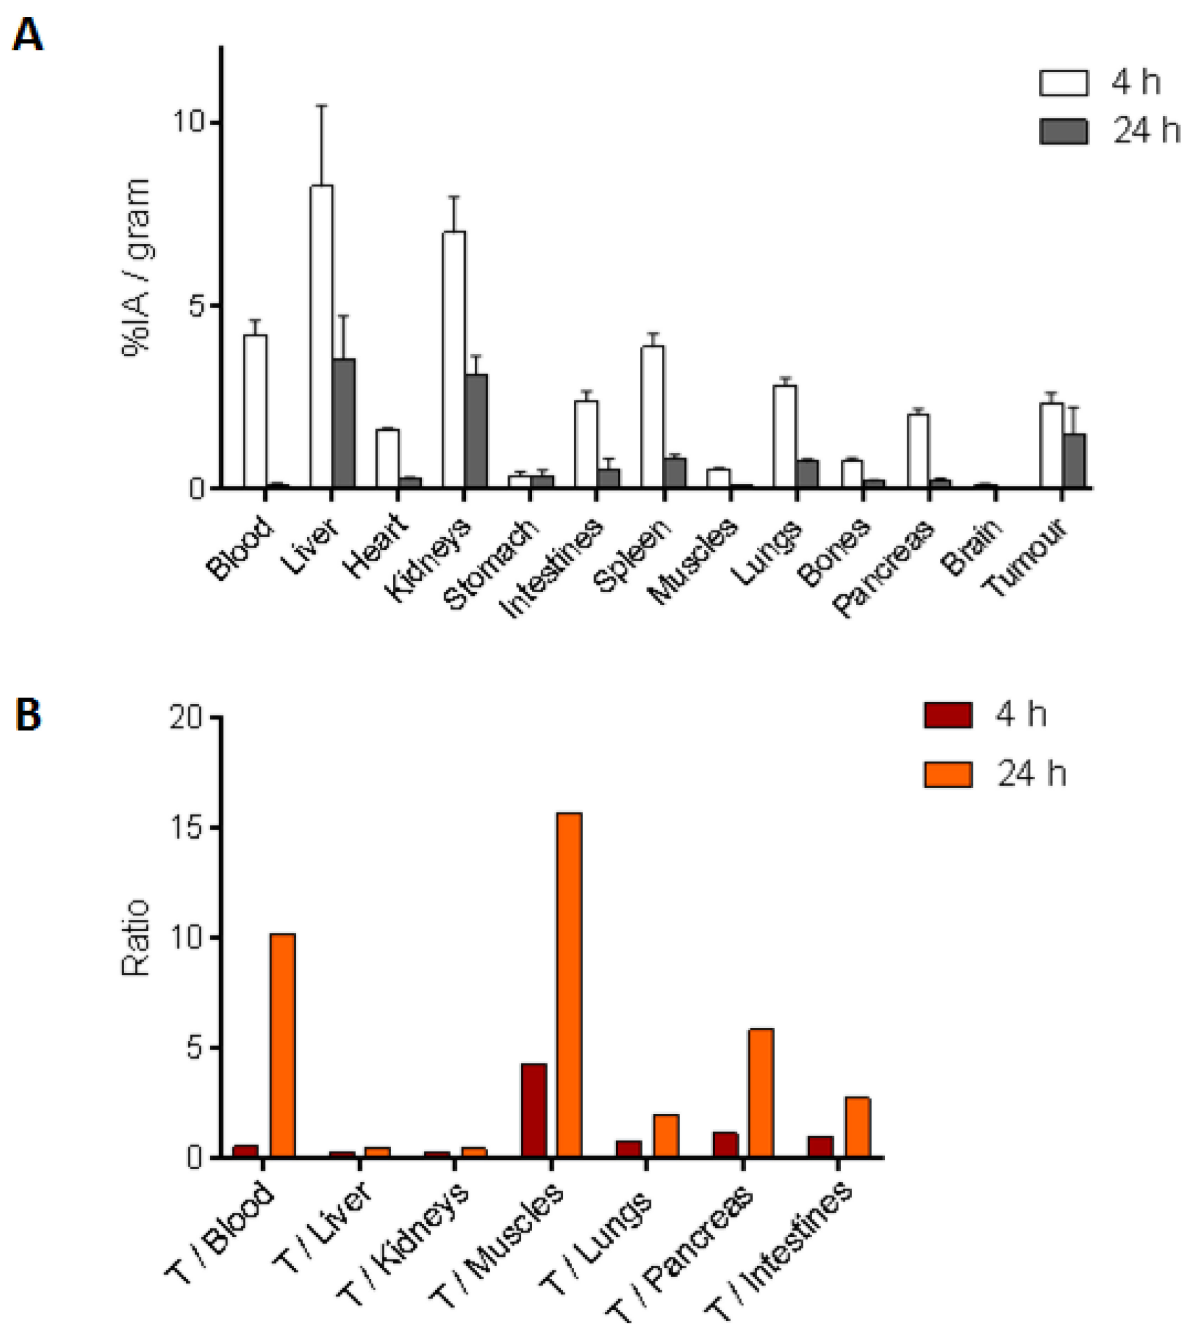 A
4 h
24 h
%IA / gram
10
5
0
Blood
Liver
Heart
Kidneys
Stomach
Intestines
Spleen
Muscles
Lungs
Bones
Pancreas
Brain
Tumour
B
4 h
24 h
Ratio
20
15
10
5
0
T / Blood
T / Liver
T / Kidneys
T / Muscles
T / Lungs
T / Pancreas
T / Intestines